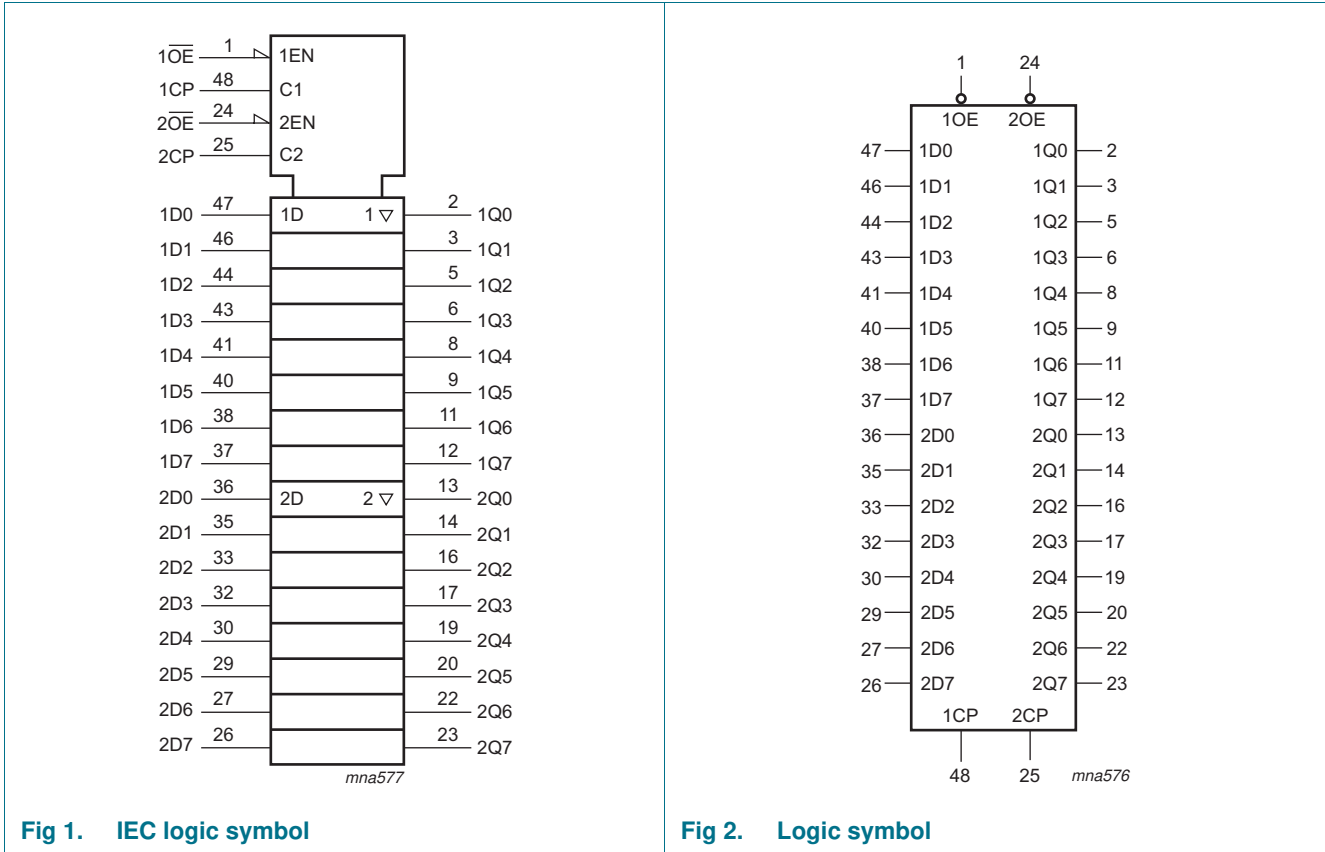 1O̅E̅ 1 1EN
1CP 48 C1
2O̅E̅ 24 2EN
2CP 25 C2
1D0 47 1D 1 ▽ 2 1Q0
1D1 46 3 1Q1
1D2 44 5 1Q2
1D3 43 6 1Q3
1D4 41 8 1Q4
1D5 40 9 1Q5
1D6 38 11 1Q6
1D7 37 12 1Q7
2D0 36 2D 2 ▽ 13 2Q0
2D1 35 14 2Q1
2D2 33 16 2Q2
2D3 32 17 2Q3
2D4 30 19 2Q4
2D5 29 20 2Q5
2D6 27 22 2Q6
2D7 26 23 2Q7
mna577
Fig 1. IEC logic symbol
1 24
1OE 2OE
47 1D0 1Q0 2
46 1D1 1Q1 3
44 1D2 1Q2 5
43 1D3 1Q3 6
41 1D4 1Q4 8
40 1D5 1Q5 9
38 1D6 1Q6 11
37 1D7 1Q7 12
36 2D0 2Q0 13
35 2D1 2Q1 14
33 2D2 2Q2 16
32 2D3 2Q3 17
30 2D4 2Q4 19
29 2D5 2Q5 20
27 2D6 2Q6 22
26 2D7 2Q7 23
1CP 2CP
48 25 mna576
Fig 2. Logic symbol